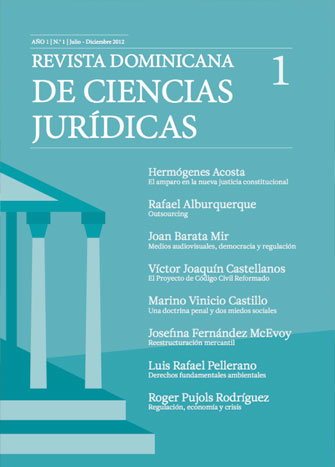 AÑO 1 | N.º 1 | Julio - Diciembre 2012
REVISTA DOMINICANA
DE CIENCIAS
JURÍDICAS
1
Hermógenes Acosta
El amparo en la nueva justicia constitucional
Rafael Alburquerque
Outsourcing
Joan Barata Mir
Medios audiovisuales, democracia y regulación
Víctor Joaquín Castellanos
El Proyecto de Código Civil Reformado
Marino Vinicio Castillo
Una doctrina penal y dos miedos sociales
Josefina Fernández McEvoy
Reestructuración mercantil
Luis Rafael Pellerano
Derechos fundamentales ambientales
Roger Pujols Rodríguez
Regulación, economía y crisis